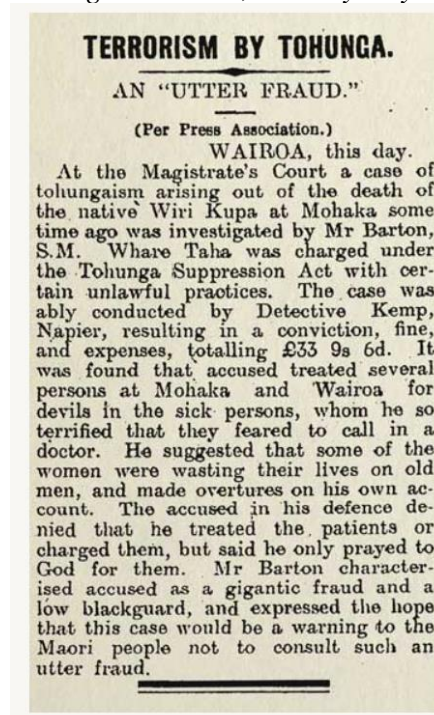 TERRORISM BY TOHUNGA.
AN "UTTER FRAUD."
(Per Press Association.)
WAIROA, this day.
At the Magistrate's Court a case of
tohungaism arising out of the death of
the native Wiri Kupa at Mohaka some
time ago was investigated by Mr Barton,
S.M. Whare Taha was charged under
the Tohunga Suppression Act with cer-
tain unlawful practices. The case was
ably conducted by Detective Kemp,
Napier, resulting in a conviction, fine,
and expenses, totalling £33 9s 6d. It
was found that accused treated several
persons at Mohaka and Wairoa for
devils in the sick persons, whom he so
terrified that they feared to call in a
doctor. He suggested that some of the
women were wasting their lives on old
men, and made overtures on his own ac-
count. The accused in his defence de-
nied that he treated the patients or
charged them, but said he only prayed to
God for them. Mr Barton character-
ised accused as a gigantic fraud and a
low blackguard, and expressed the hope
that this case would be a warning to the
Maori people not to consult such an
utter fraud.